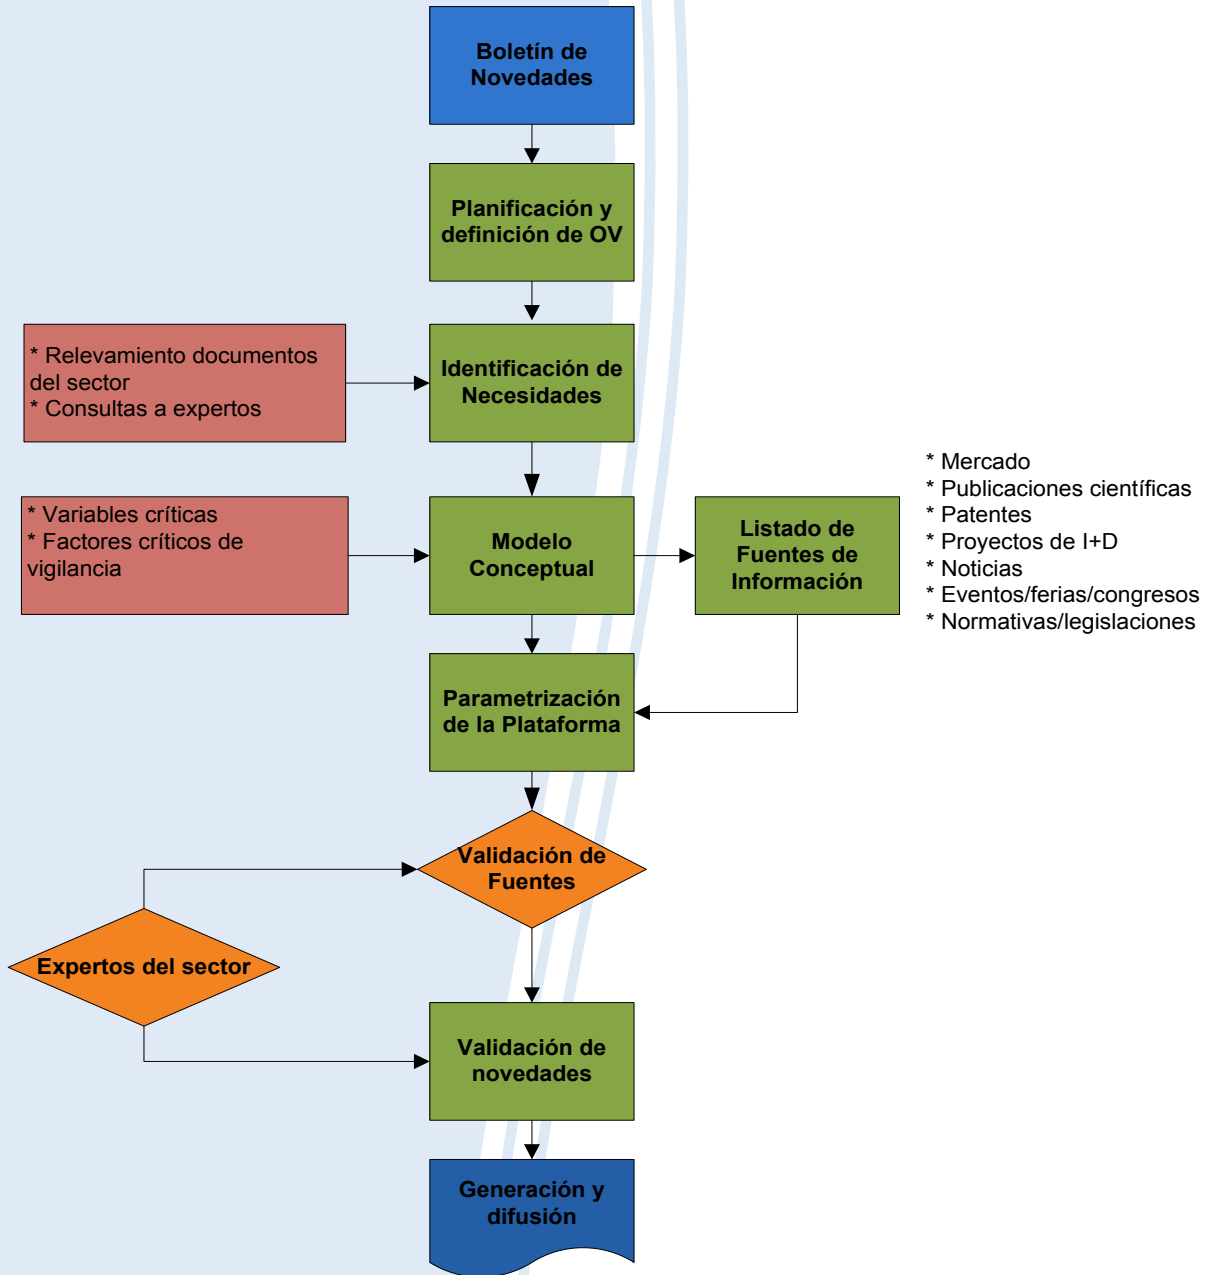 Boletín de
Novedades
Planificación y
definición de OV
* Relevamiento documentos
del sector
* Consultas a expertos
Identificación de
Necesidades
* Variables críticas
* Factores críticos de
vigilancia
Modelo
Conceptual
Listado de
Fuentes de
Información
* Mercado
* Publicaciones científicas
* Patentes
* Proyectos de I+D
* Noticias
* Eventos/ferias/congresos
* Normativas/legislaciones
Parametrización
de la Plataforma
Validación de
Fuentes
Expertos del sector
Validación de
novedades
Generación y
difusión